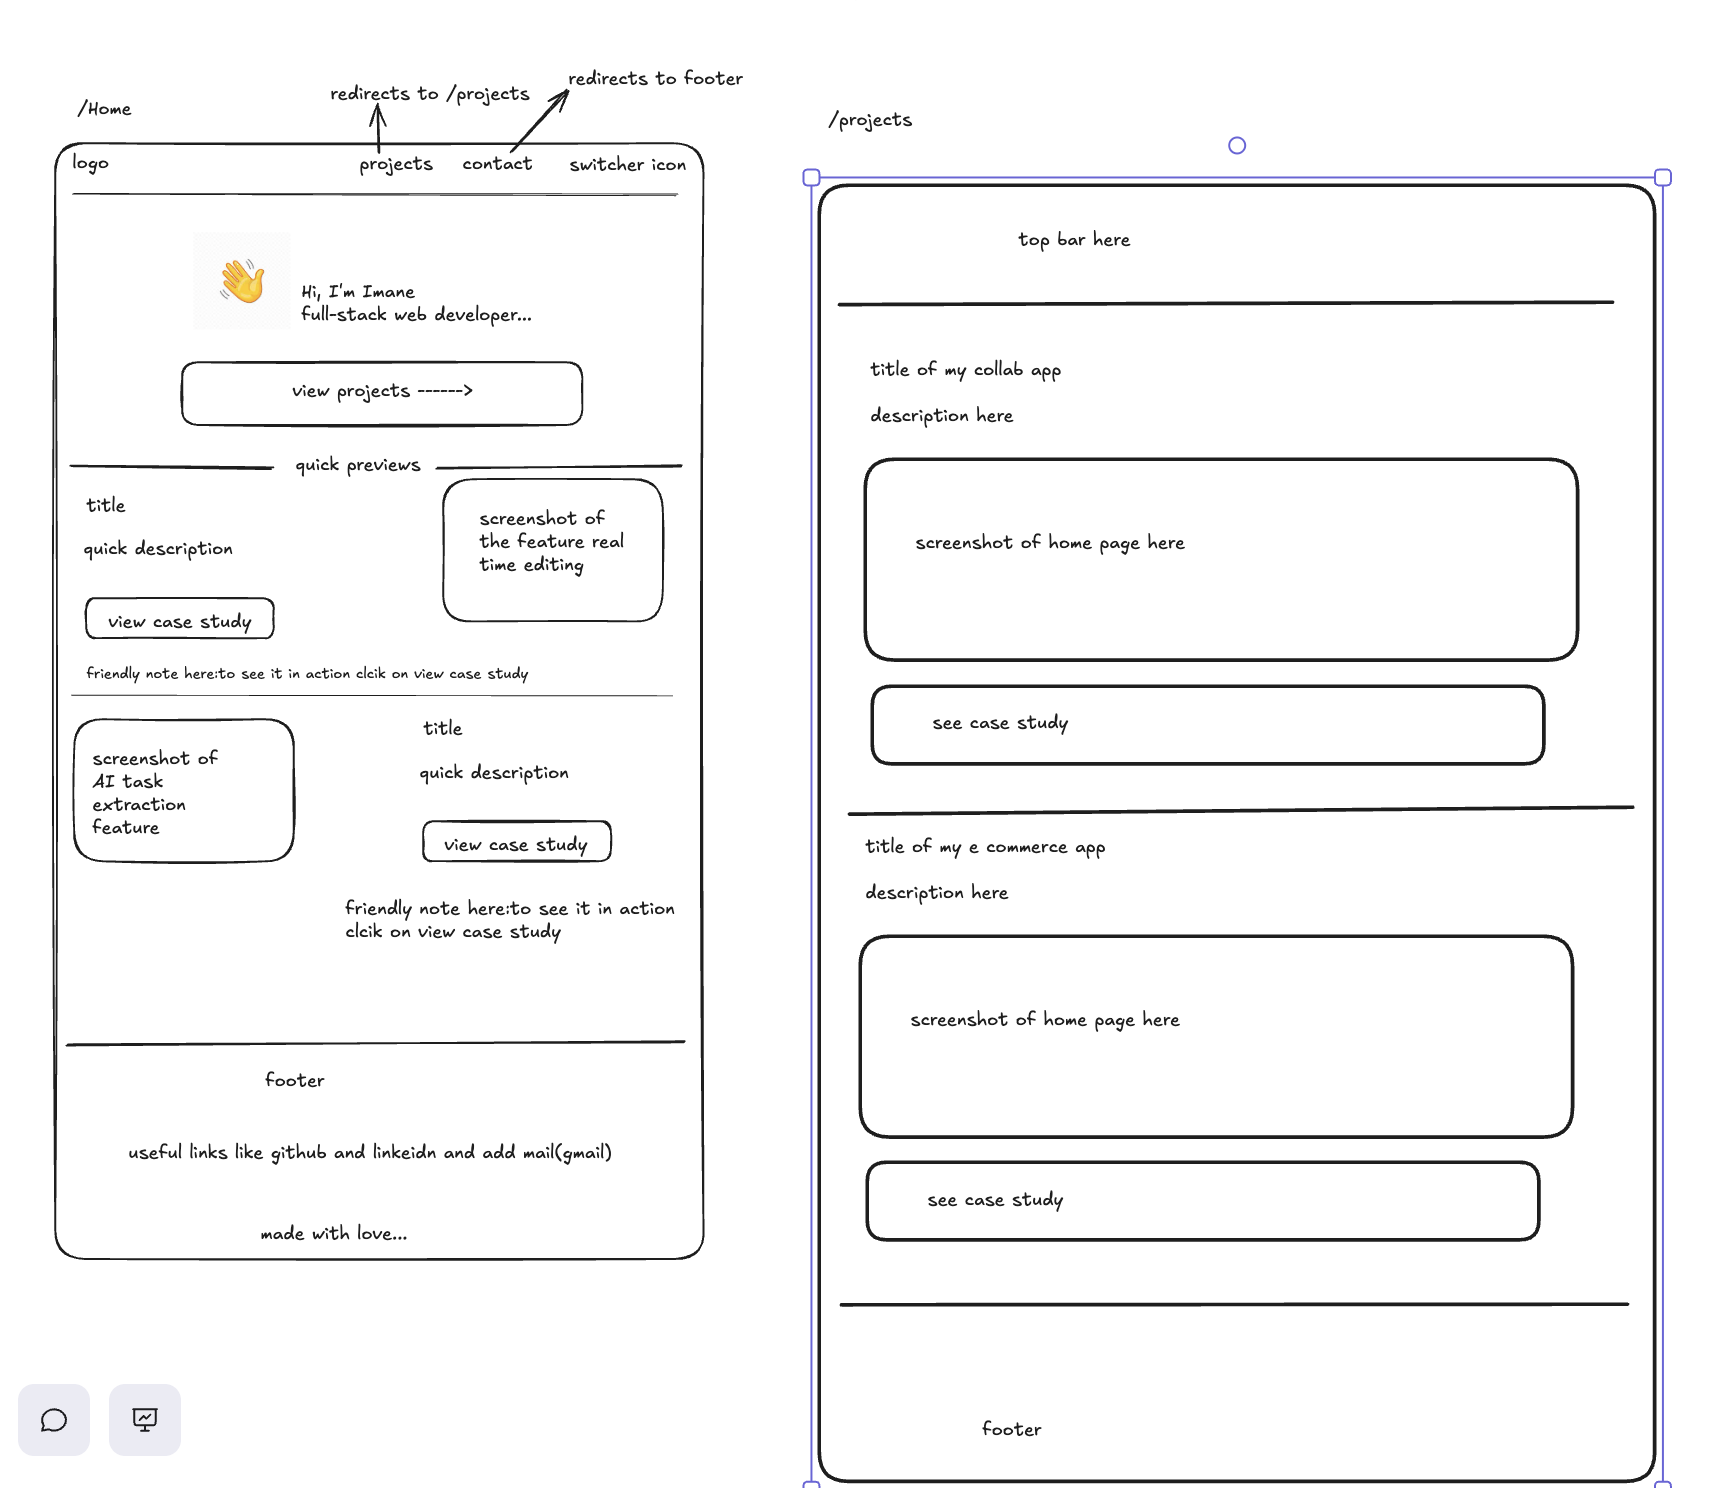 /Home
redirects to /projects
redirects to footer
logo
projects
contact
switcher icon
Hi, I'm Imane
full-stack web developer...
view projects ------>
quick previews
title
quick description
view case study
screenshot of
the feature real
time editing
friendly note here:to see it in action clcik on view case study
screenshot of
AI task
extraction
feature
title
quick description
view case study
friendly note here:to see it in action
clcik on view case study
footer
useful links like github and linkeidn and add mail(gmail)
made with love...
/projects
top bar here
title of my collab app
description here
screenshot of home page here
see case study
title of my e commerce app
description here
screenshot of home page here
see case study
footer